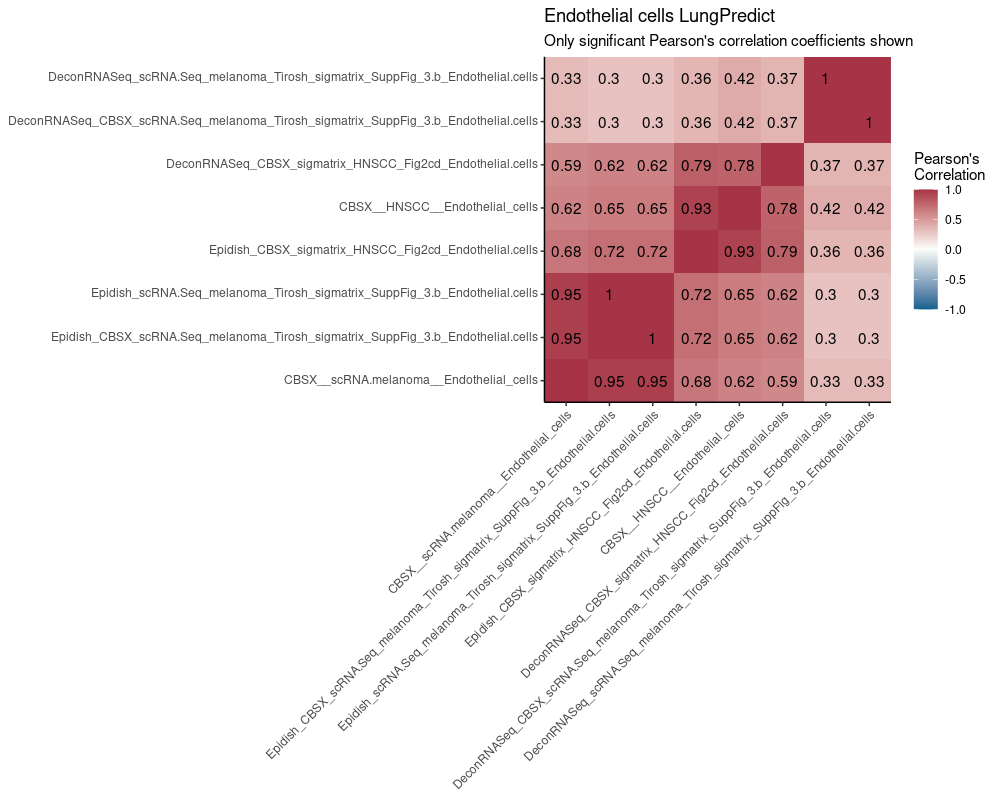 Endothelial cells LungPredict
Only significant Pearson's correlation coefficients shown
DeconRNASeq_scRNA.Seq_melanoma_Tirosh_sigmatrix_SuppFig_3.b_Endothelial.cells 0.33 0.3 0.3 0.36 0.42 0.37 1
DeconRNASeq_CBSX_scRNA.Seq_melanoma_Tirosh_sigmatrix_SuppFig_3.b_Endothelial.cells 0.33 0.3 0.3 0.36 0.42 0.37 1
DeconRNASeq_CBSX_sigmatrix_HNSCC_Fig2cd_Endothelial.cells 0.59 0.62 0.62 0.79 0.78 0.37 0.37
CBSX__HNSCC__Endothelial_cells 0.62 0.65 0.65 0.93 0.78 0.42 0.42
Epidish_CBSX_sigmatrix_HNSCC_Fig2cd_Endothelial.cells 0.68 0.72 0.72 0.93 0.79 0.36 0.36
Epidish_scRNA.Seq_melanoma_Tirosh_sigmatrix_SuppFig_3.b_Endothelial.cells 0.95 1 0.72 0.65 0.62 0.3 0.3
Epidish_CBSX_scRNA.Seq_melanoma_Tirosh_sigmatrix_SuppFig_3.b_Endothelial.cells 0.95 1 0.72 0.65 0.62 0.3 0.3
CBSX__scRNA.melanoma__Endothelial_cells 0.95 0.95 0.68 0.62 0.59 0.33 0.33
CBSX__scRNA.melanoma__Endothelial_cells
Epidish_CBSX_scRNA.Seq_melanoma_Tirosh_sigmatrix_SuppFig_3.b_Endothelial.cells
Epidish_scRNA.Seq_melanoma_Tirosh_sigmatrix_SuppFig_3.b_Endothelial.cells
Epidish_CBSX_sigmatrix_HNSCC_Fig2cd_Endothelial.cells
CBSX__HNSCC__Endothelial_cells
DeconRNASeq_CBSX_sigmatrix_HNSCC_Fig2cd_Endothelial.cells
DeconRNASeq_CBSX_scRNA.Seq_melanoma_Tirosh_sigmatrix_SuppFig_3.b_Endothelial.cells
DeconRNASeq_scRNA.Seq_melanoma_Tirosh_sigmatrix_SuppFig_3.b_Endothelial.cells
Pearson's
Correlation
1.0
0.5
0.0
-0.5
-1.0